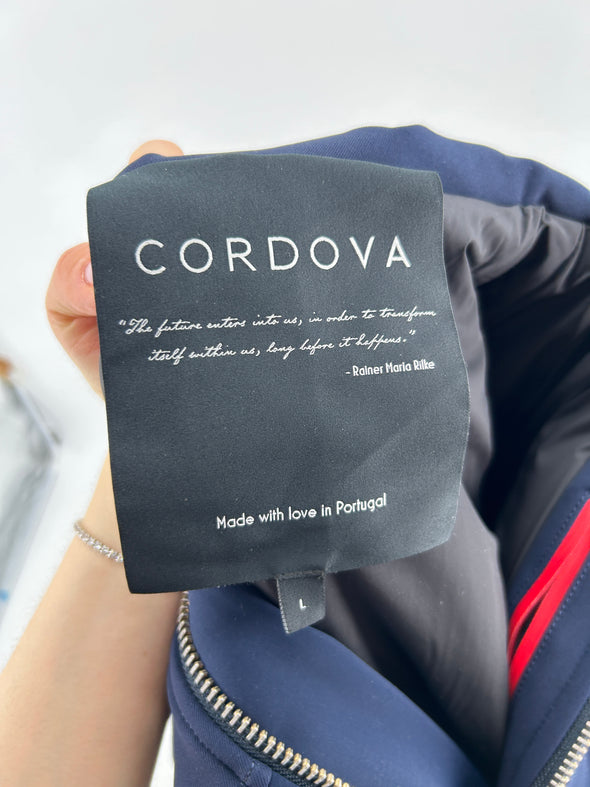 CORDOVA
"The future enters into us, in order to transform
itself within us, long before it happens."
- Rainer Maria Rilke
Made with love in Portugal
L